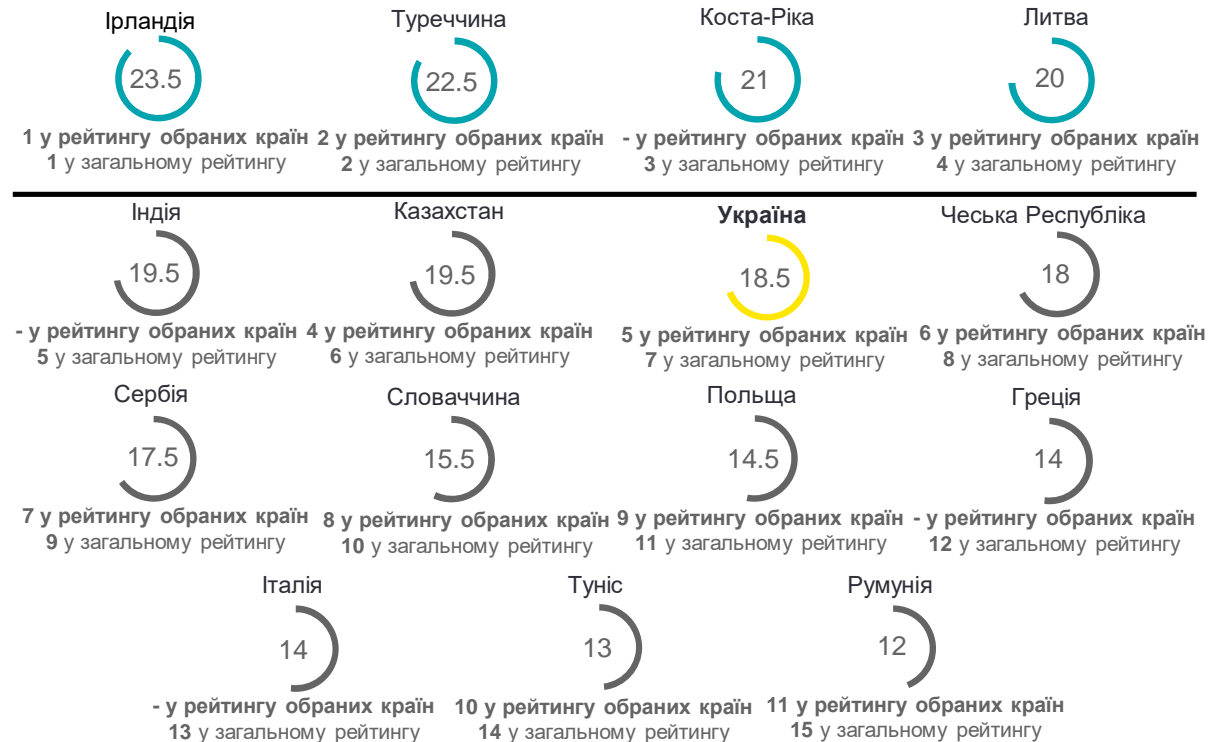 Ірландія
23.5
1 у рейтингу обраних країн
1 у загальному рейтингу
Туреччина
22.5
2 у рейтингу обраних країн
2 у загальному рейтингу
Коста-Ріка
21
- у рейтингу обраних країн
3 у загальному рейтингу
Литва
20
3 у рейтингу обраних країн
4 у загальному рейтингу
Індія
19.5
- у рейтингу обраних країн
5 у загальному рейтингу
Казахстан
19.5
4 у рейтингу обраних країн
6 у загальному рейтингу
Україна
18.5
5 у рейтингу обраних країн
7 у загальному рейтингу
Чеська Республіка
18
6 у рейтингу обраних країн
8 у загальному рейтингу
Сербія
17.5
7 у рейтингу обраних країн
9 у загальному рейтингу
Словаччина
15.5
8 у рейтингу обраних країн
10 у загальному рейтингу
Польща
14.5
9 у рейтингу обраних країн
11 у загальному рейтингу
Греція
14
- у рейтингу обраних країн
12 у загальному рейтингу
Італія
14
- у рейтингу обраних країн
13 у загальному рейтингу
Туніс
13
10 у рейтингу обраних країн
14 у загальному рейтингу
Румунія
12
11 у рейтингу обраних країн
15 у загальному рейтингу